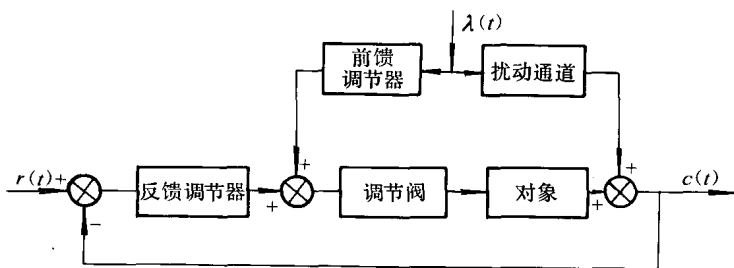 λ(t)
前馈
调节器
扰动通道
+
+
r(t)+
反馈调节器
+
调节阀
对象
+
c(t)
−